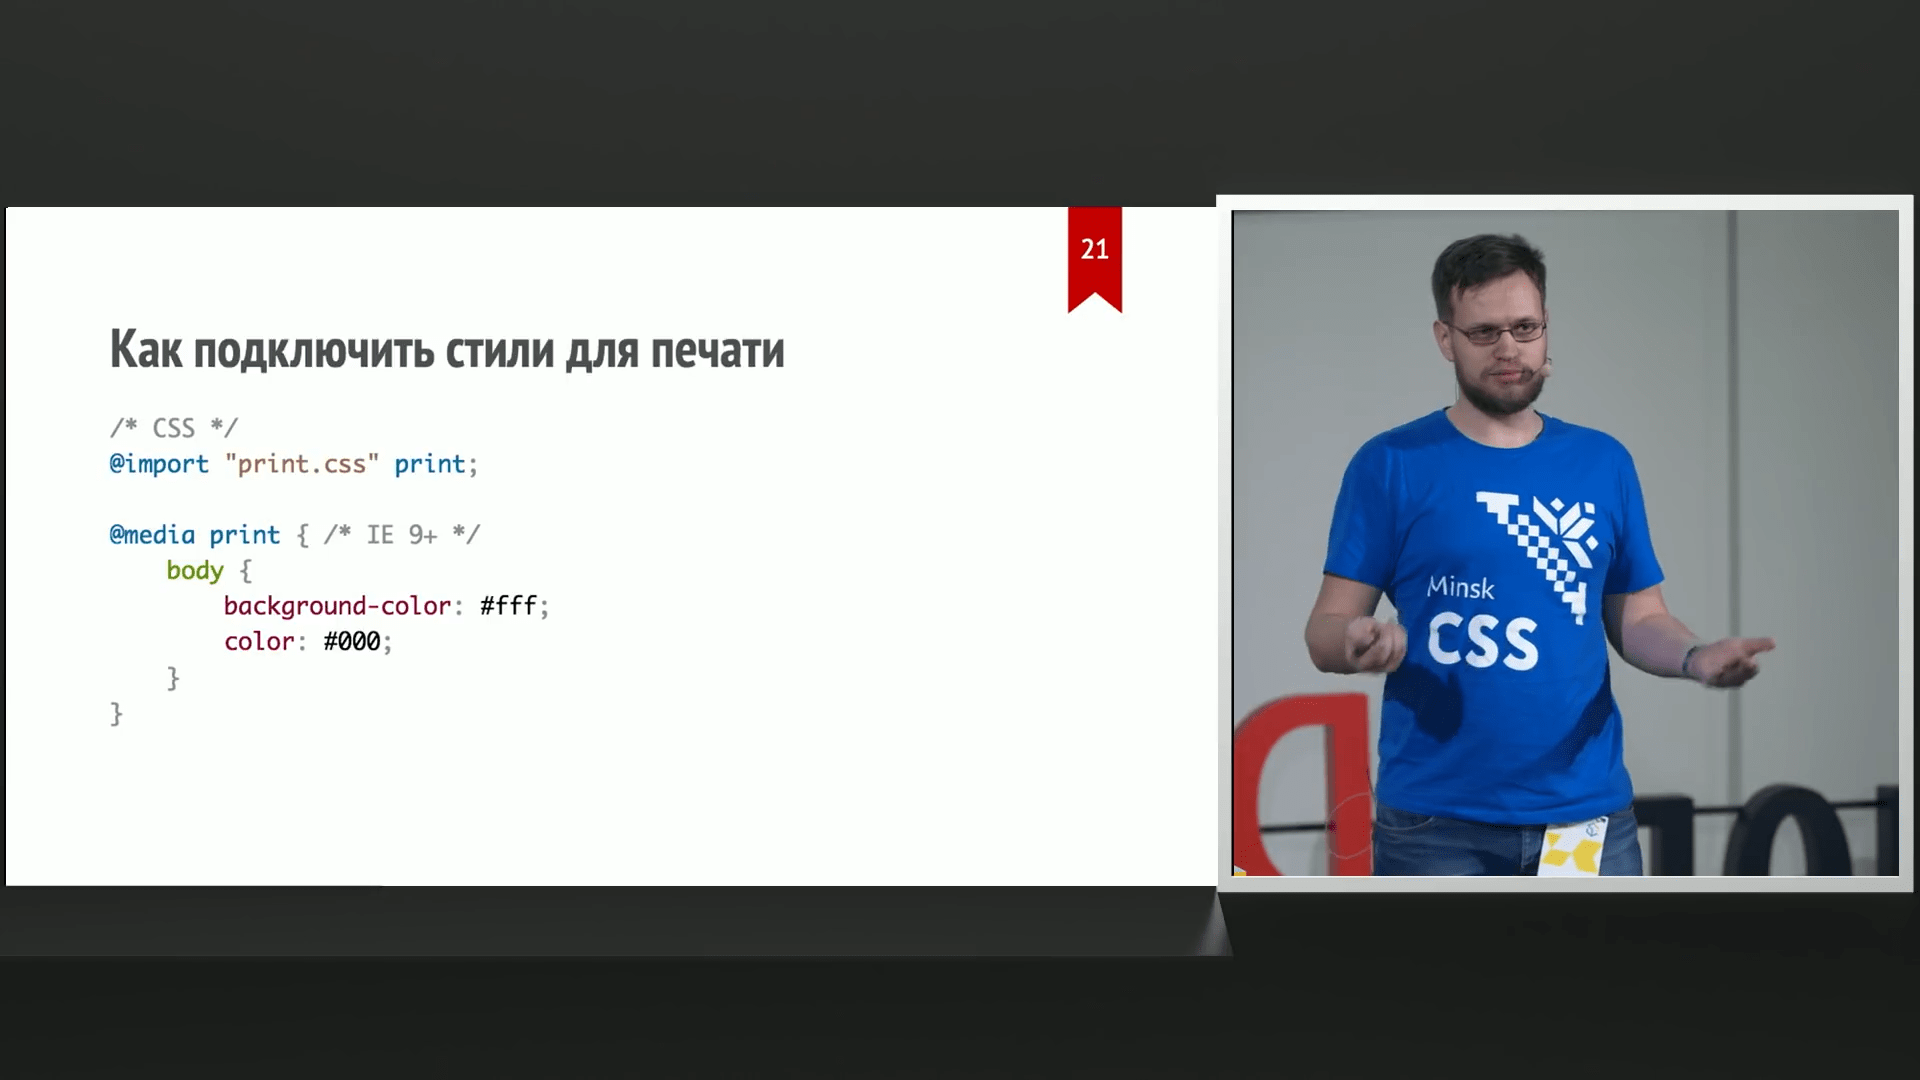 21
Как подключить стили для печати
/* CSS */
@import "print.css" print;
@media print { /* IE 9+ */
body {
background-color: #fff;
color: #000;
}
}
Minsk
CSS